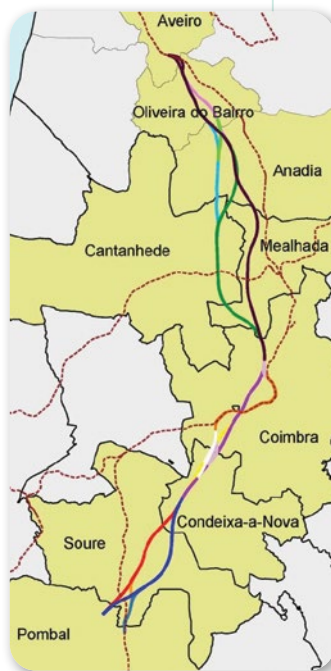 Aveiro
Oliveira do Bairro
Anadia
Cantanhede
Mealhada
Coimbra
Condeixa-a-Nova
Soure
Pombal